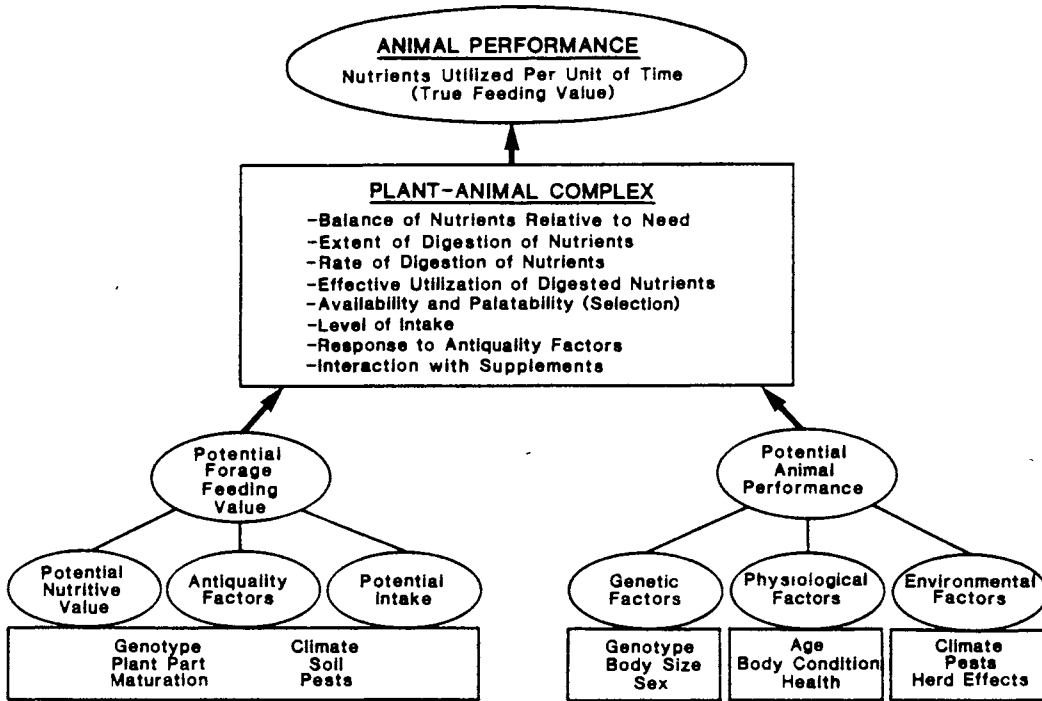 ANIMAL PERFORMANCE
Nutrients Utilized Per Unit of Time
(True Feeding Value)
PLANT-ANIMAL COMPLEX
-Balance of Nutrients Relative to Need
-Extent of Digestion of Nutrients
-Rate of Digestion of Nutrients
-Effective Utilization of Digested Nutrients
-Availability and Palatability (Selection)
-Level of Intake
-Response to Antiquality Factors
-Interaction with Supplements
Potential
Forage
Feeding
Value
Potential
Animal
Performance
Potential
Nutritive
Value
Antiquality
Factors
Potential
Intake
Genetic
Factors
Physiological
Factors
Environmental
Factors
Genotype
Plant Part
Maturation
Climate
Soil
Pests
Genotype
Body Size
Sex
Age
Body Condition
Health
Climate
Pests
Herd Effects